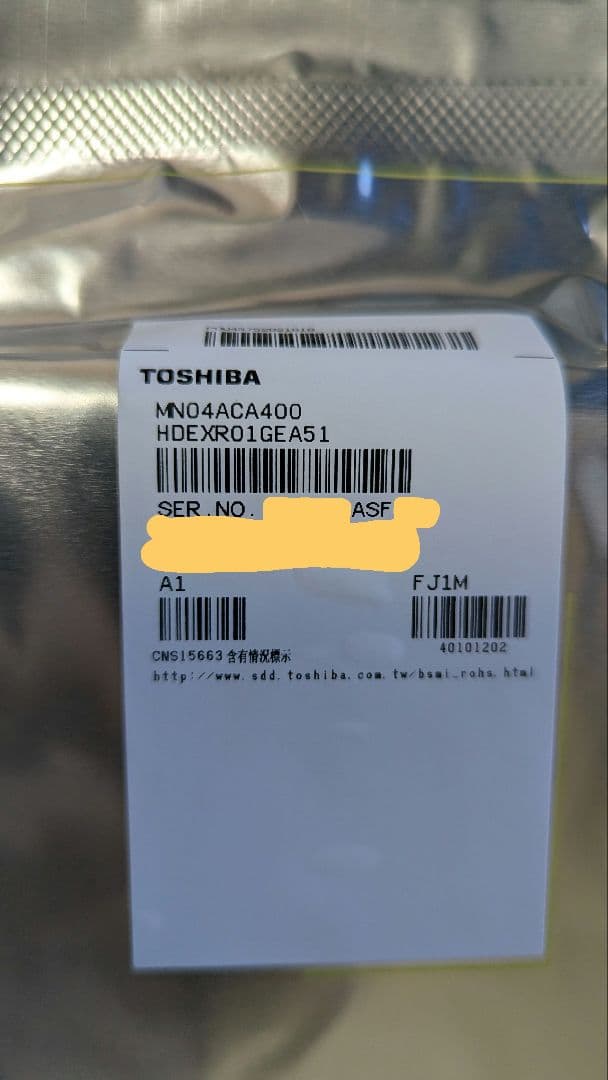 TOSHIBA
MN04ACA400
HDEXR01GEA51
SER.NO. ASF
A1 FJ1M
40101202
CNS15663 含有情況標示
http://www.sdd.toshiba.com.tw/bsmi_rohs.html